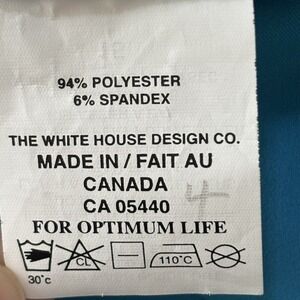 94% POLYESTER
6% SPANDEX
THE WHITE HOUSE DESIGN CO.
MADE IN / FAIT AU
CANADA
CA 05440
4
FOR OPTIMUM LIFE
CL
110°C
30°c